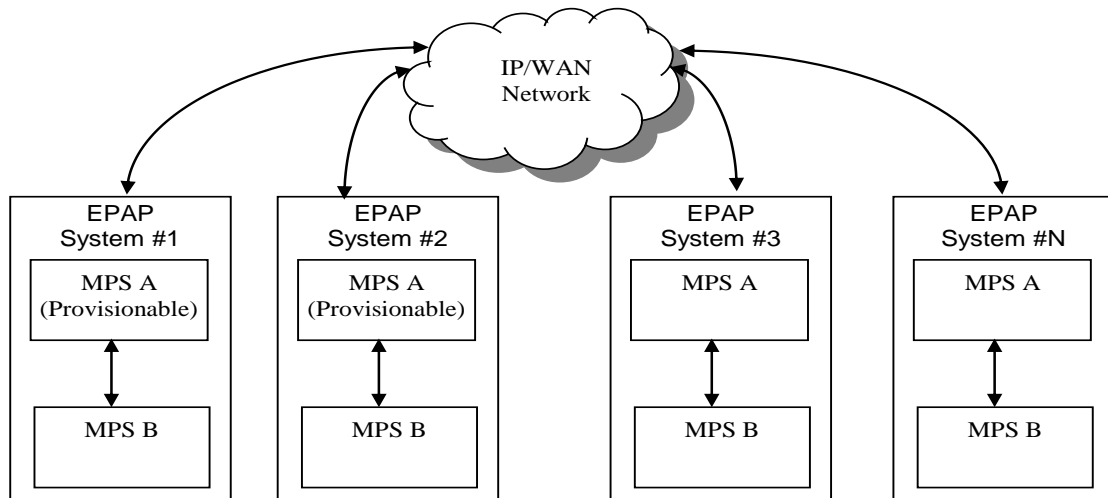 IP/WAN
Network
EPAP
System #1
MPS A
(Provisionable)
MPS B
EPAP
System #2
MPS A
(Provisionable)
MPS B
EPAP
System #3
MPS A
MPS B
EPAP
System #N
MPS A
MPS B